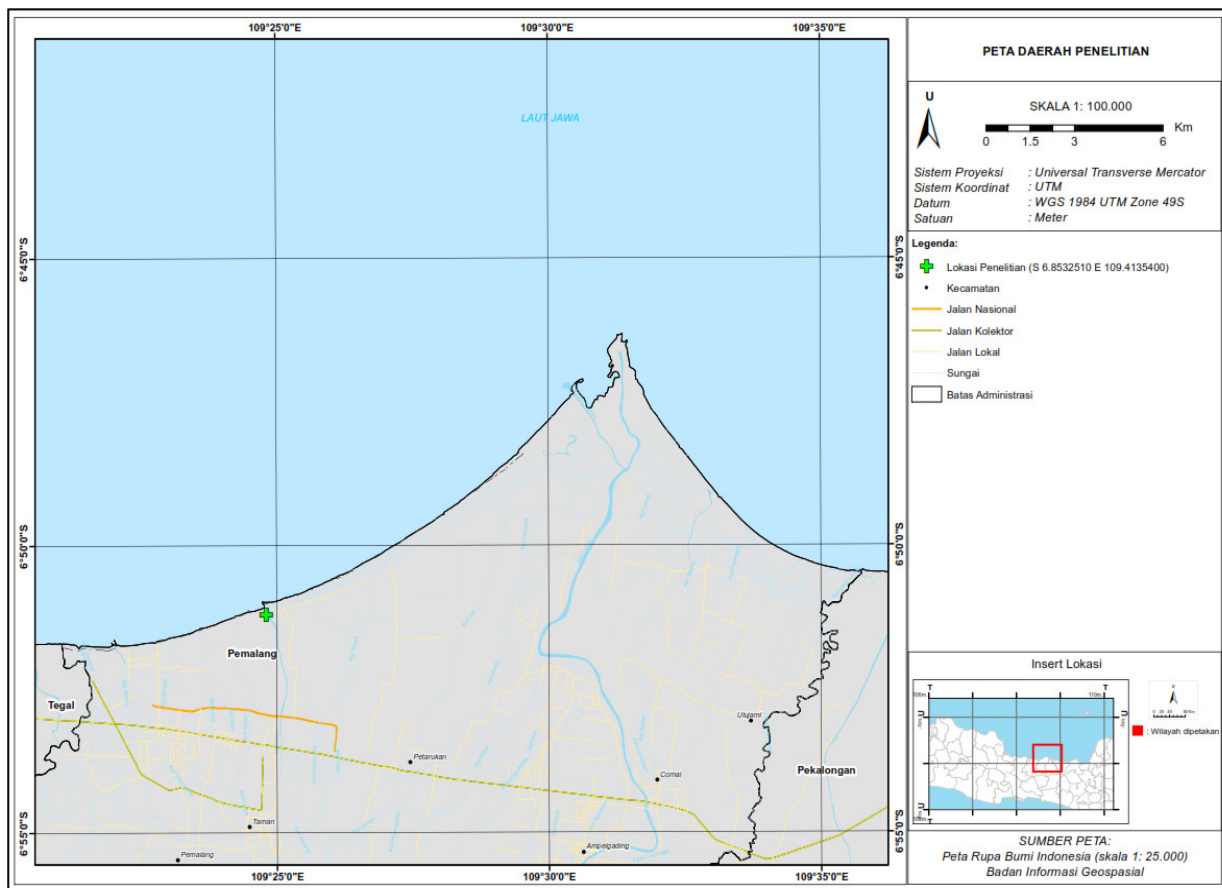 109°25'0"E
109°30'0"E
109°35'0"E
LAUT JAWA
6°45'0"S
6°45'0"S
6°50'0"S
6°50'0"S
6°55'0"S
6°55'0"S
Pemalang
Tegal
Pekalongan
Petarukan
Ulujami
Comal
Taman
Pemalang
Ampelgading
109°25'0"E
109°30'0"E
109°35'0"E
PETA DAERAH PENELITIAN
U
SKALA 1: 100.000
Km
0 1.5 3 6
Sistem Proyeksi : Universal Transverse Mercator
Sistem Koordinat : UTM
Datum : WGS 1984 UTM Zone 49S
Satuan : Meter
Legenda:
Lokasi Penelitian (S 6.8532510 E 109.4135400)
Kecamatan
Jalan Nasional
Jalan Kolektor
Jalan Lokal
Sungai
Batas Administrasi
Insert Lokasi
: Wilayah dipetakan
SUMBER PETA:
Peta Rupa Bumi Indonesia (skala 1: 25.000)
Badan Informasi Geospasial